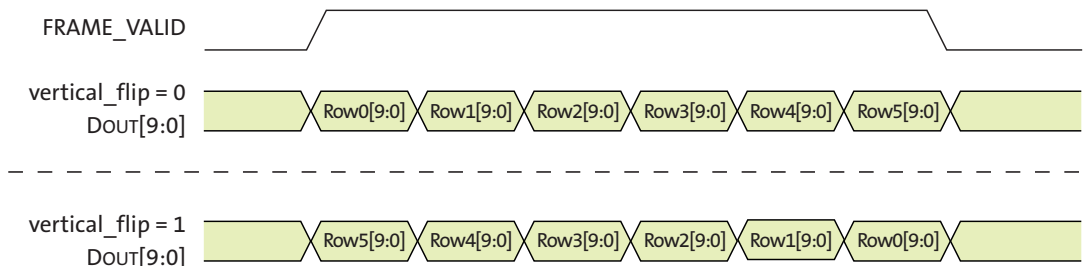 FRAME_VALID
vertical_flip = 0
DOUT[9:0]
Row0[9:0] Row1[9:0] Row2[9:0] Row3[9:0] Row4[9:0] Row5[9:0]
vertical_flip = 1
DOUT[9:0]
Row5[9:0] Row4[9:0] Row3[9:0] Row2[9:0] Row1[9:0] Row0[9:0]